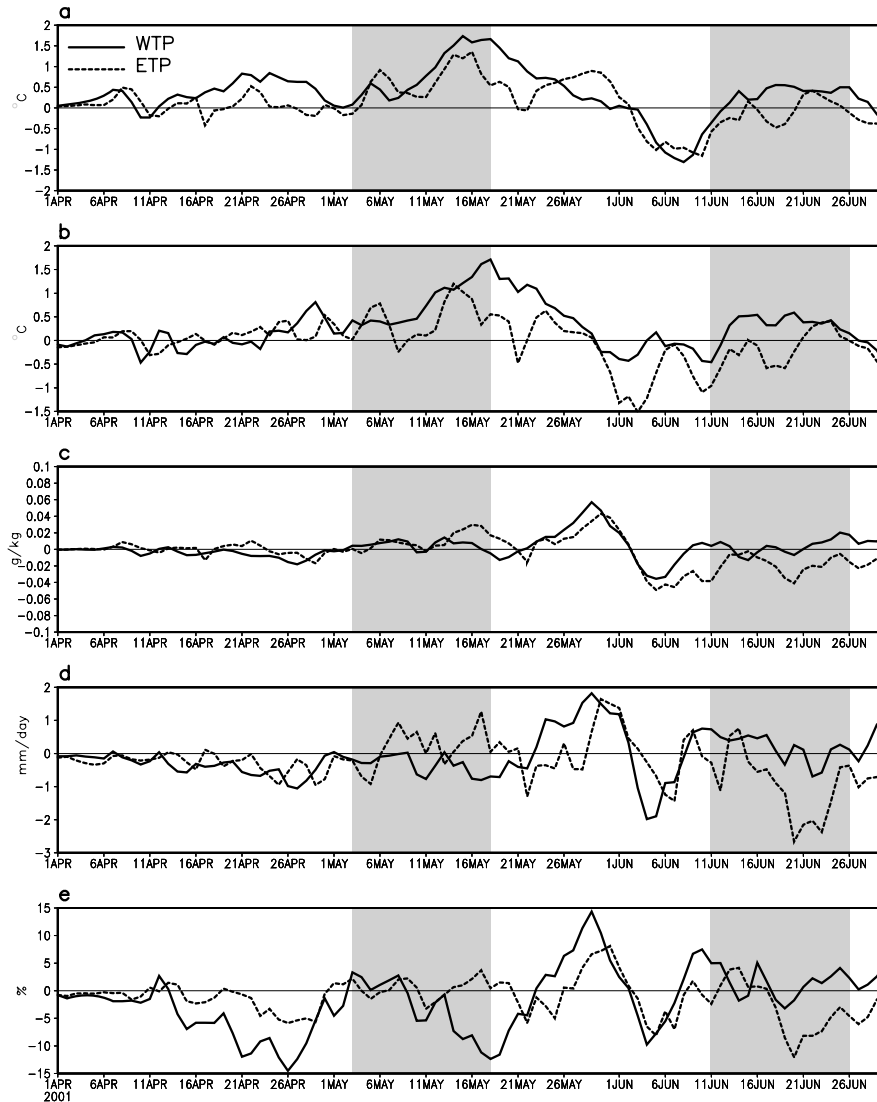 a
2
1.5
1
0.5
0
−0.5
−1
−1.5
−2
°C
WTP
ETP
1APR 6APR 11APR 16APR 21APR 26APR 1MAY 6MAY 11MAY 16MAY 21MAY 26MAY 1JUN 6JUN 11JUN 16JUN 21JUN 26JUN
b
2
1.5
1
0.5
0
−0.5
−1
−1.5
°C
1APR 6APR 11APR 16APR 21APR 26APR 1MAY 6MAY 11MAY 16MAY 21MAY 26MAY 1JUN 6JUN 11JUN 16JUN 21JUN 26JUN
c
0.1
0.08
0.06
0.04
0.02
0
−0.02
−0.04
−0.06
−0.08
−0.1
g/kg
1APR 6APR 11APR 16APR 21APR 26APR 1MAY 6MAY 11MAY 16MAY 21MAY 26MAY 1JUN 6JUN 11JUN 16JUN 21JUN 26JUN
d
2
1
0
−1
−2
−3
mm/day
1APR 6APR 11APR 16APR 21APR 26APR 1MAY 6MAY 11MAY 16MAY 21MAY 26MAY 1JUN 6JUN 11JUN 16JUN 21JUN 26JUN
e
15
10
5
0
−5
−10
−15
%
1APR 6APR 11APR 16APR 21APR 26APR 1MAY 6MAY 11MAY 16MAY 21MAY 26MAY 1JUN 6JUN 11JUN 16JUN 21JUN 26JUN
2001